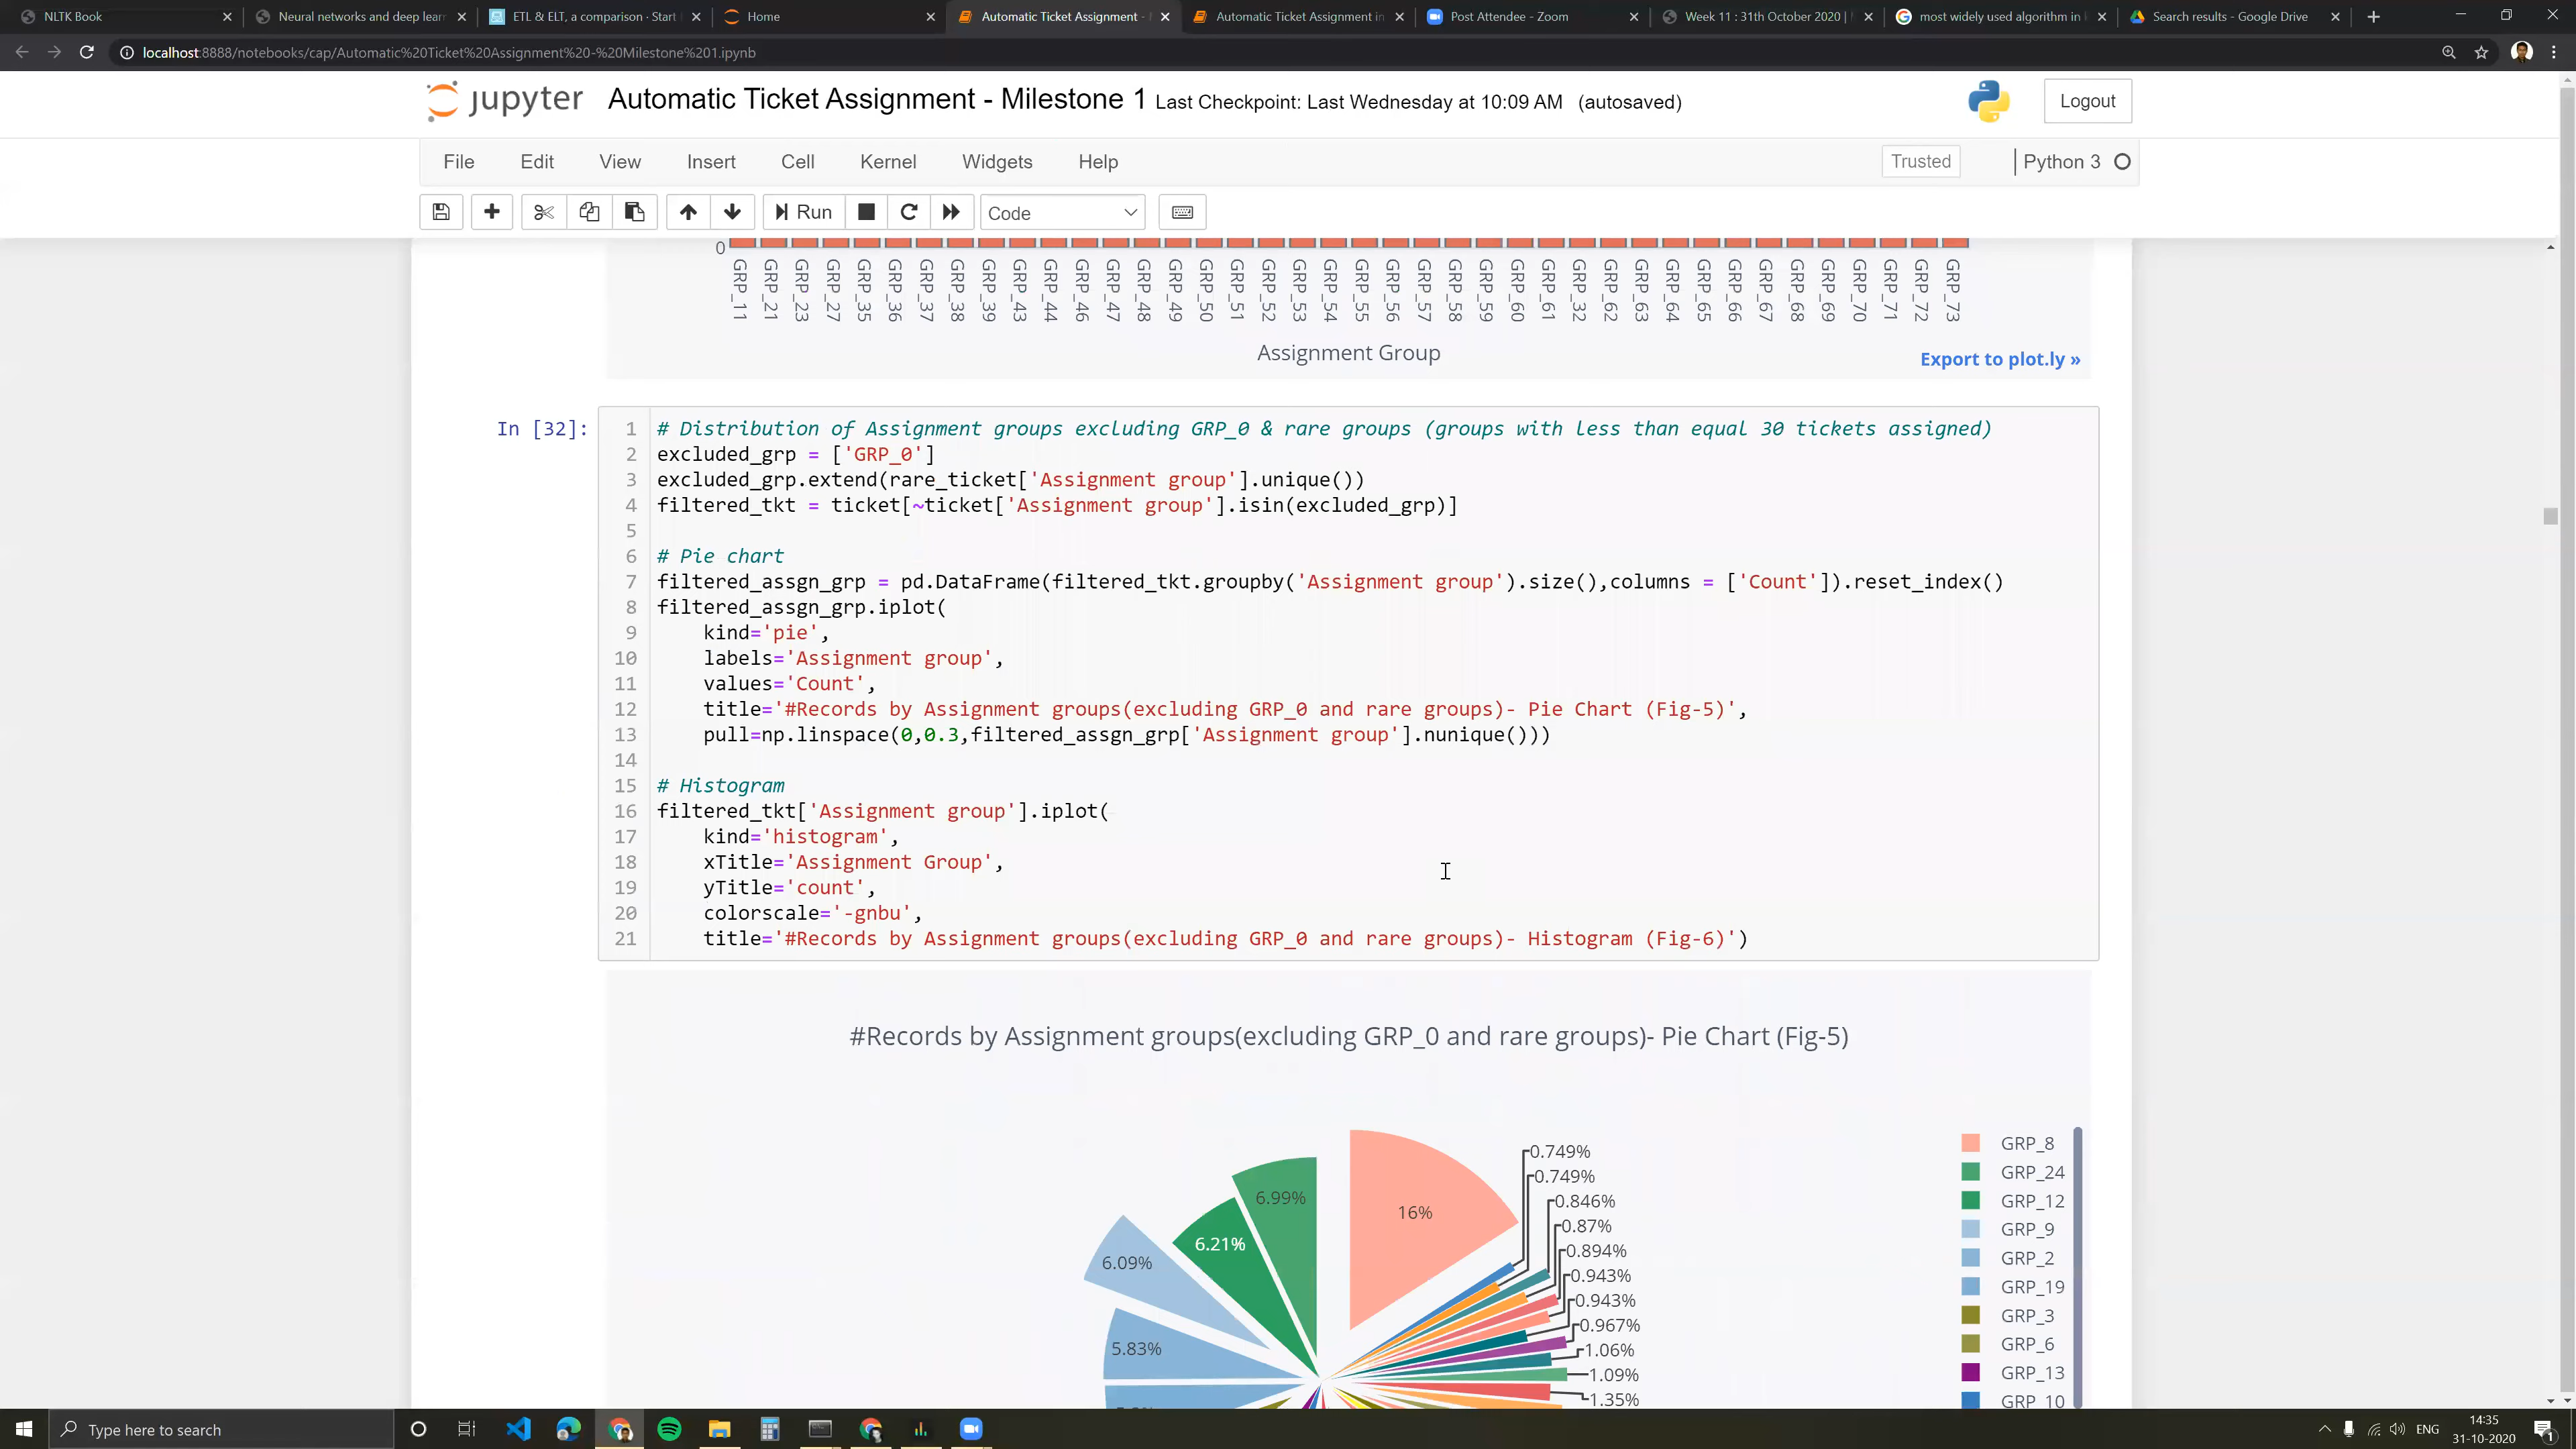 NLTK Book
Neural networks and deep lear
ETL & ELT, a comparison · Start
Home
Automatic Ticket Assignment -
Automatic Ticket Assignment in
Post Attendee - Zoom
Week 11 : 31th October 2020 |
most widely used algorithm in
Search results - Google Drive
localhost:8888/notebooks/cap/Automatic%20Ticket%20Assignment%20-%20Milestone%201.ipynb
jupyter Automatic Ticket Assignment - Milestone 1 Last Checkpoint: Last Wednesday at 10:09 AM (autosaved)
Logout
File Edit View Insert Cell Kernel Widgets Help
Trusted
Python 3
Run
Code
0
GRP_11 GRP_21 GRP_23 GRP_27 GRP_35 GRP_36 GRP_37 GRP_38 GRP_39 GRP_43 GRP_44 GRP_46 GRP_47 GRP_48 GRP_49 GRP_50 GRP_51 GRP_52 GRP_53 GRP_54 GRP_55 GRP_56 GRP_57 GRP_58 GRP_59 GRP_60 GRP_61 GRP_32 GRP_62 GRP_63 GRP_64 GRP_65 GRP_66 GRP_67 GRP_68 GRP_69 GRP_70 GRP_71 GRP_72 GRP_73
Assignment Group
Export to plot.ly »
In [32]:
1 # Distribution of Assignment groups excluding GRP_0 & rare groups (groups with less than equal 30 tickets assigned)
2 excluded_grp = ['GRP_0']
3 excluded_grp.extend(rare_ticket['Assignment group'].unique())
4 filtered_tkt = ticket[~ticket['Assignment group'].isin(excluded_grp)]
5
6 # Pie chart
7 filtered_assgn_grp = pd.DataFrame(filtered_tkt.groupby('Assignment group').size(),columns = ['Count']).reset_index()
8 filtered_assgn_grp.iplot(
9 kind='pie',
10 labels='Assignment group',
11 values='Count',
12 title='#Records by Assignment groups(excluding GRP_0 and rare groups)- Pie Chart (Fig-5)',
13 pull=np.linspace(0,0.3,filtered_assgn_grp['Assignment group'].nunique()))
14
15 # Histogram
16 filtered_tkt['Assignment group'].iplot(
17 kind='histogram',
18 xTitle='Assignment Group',
19 yTitle='count',
20 colorscale='-gnbu',
21 title='#Records by Assignment groups(excluding GRP_0 and rare groups)- Histogram (Fig-6)')
#Records by Assignment groups(excluding GRP_0 and rare groups)- Pie Chart (Fig-5)
16%
6.99%
6.21%
6.09%
5.83%
0.749%
0.749%
0.846%
0.87%
0.894%
0.943%
0.943%
0.967%
1.06%
1.09%
1.35%
GRP_8
GRP_24
GRP_12
GRP_9
GRP_2
GRP_19
GRP_3
GRP_6
GRP_13
GRP_10
Type here to search
ENG
14:35
31-10-2020
1